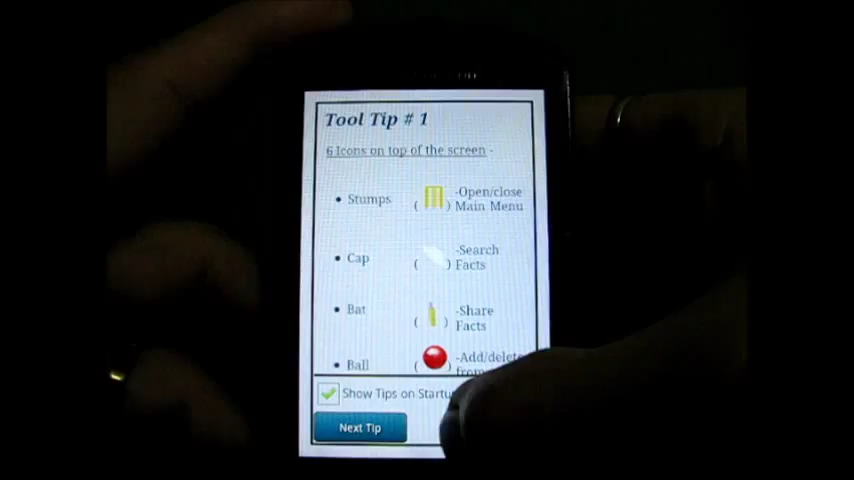 Tool Tip # 1
6 Icons on top of the screen -
• Stumps ( ) -Open/close Main Menu
• Cap ( ) -Search Facts
• Bat ( ) -Share Facts
• Ball ( ) -Add/delete from
Show Tips on Startu
Next Tip